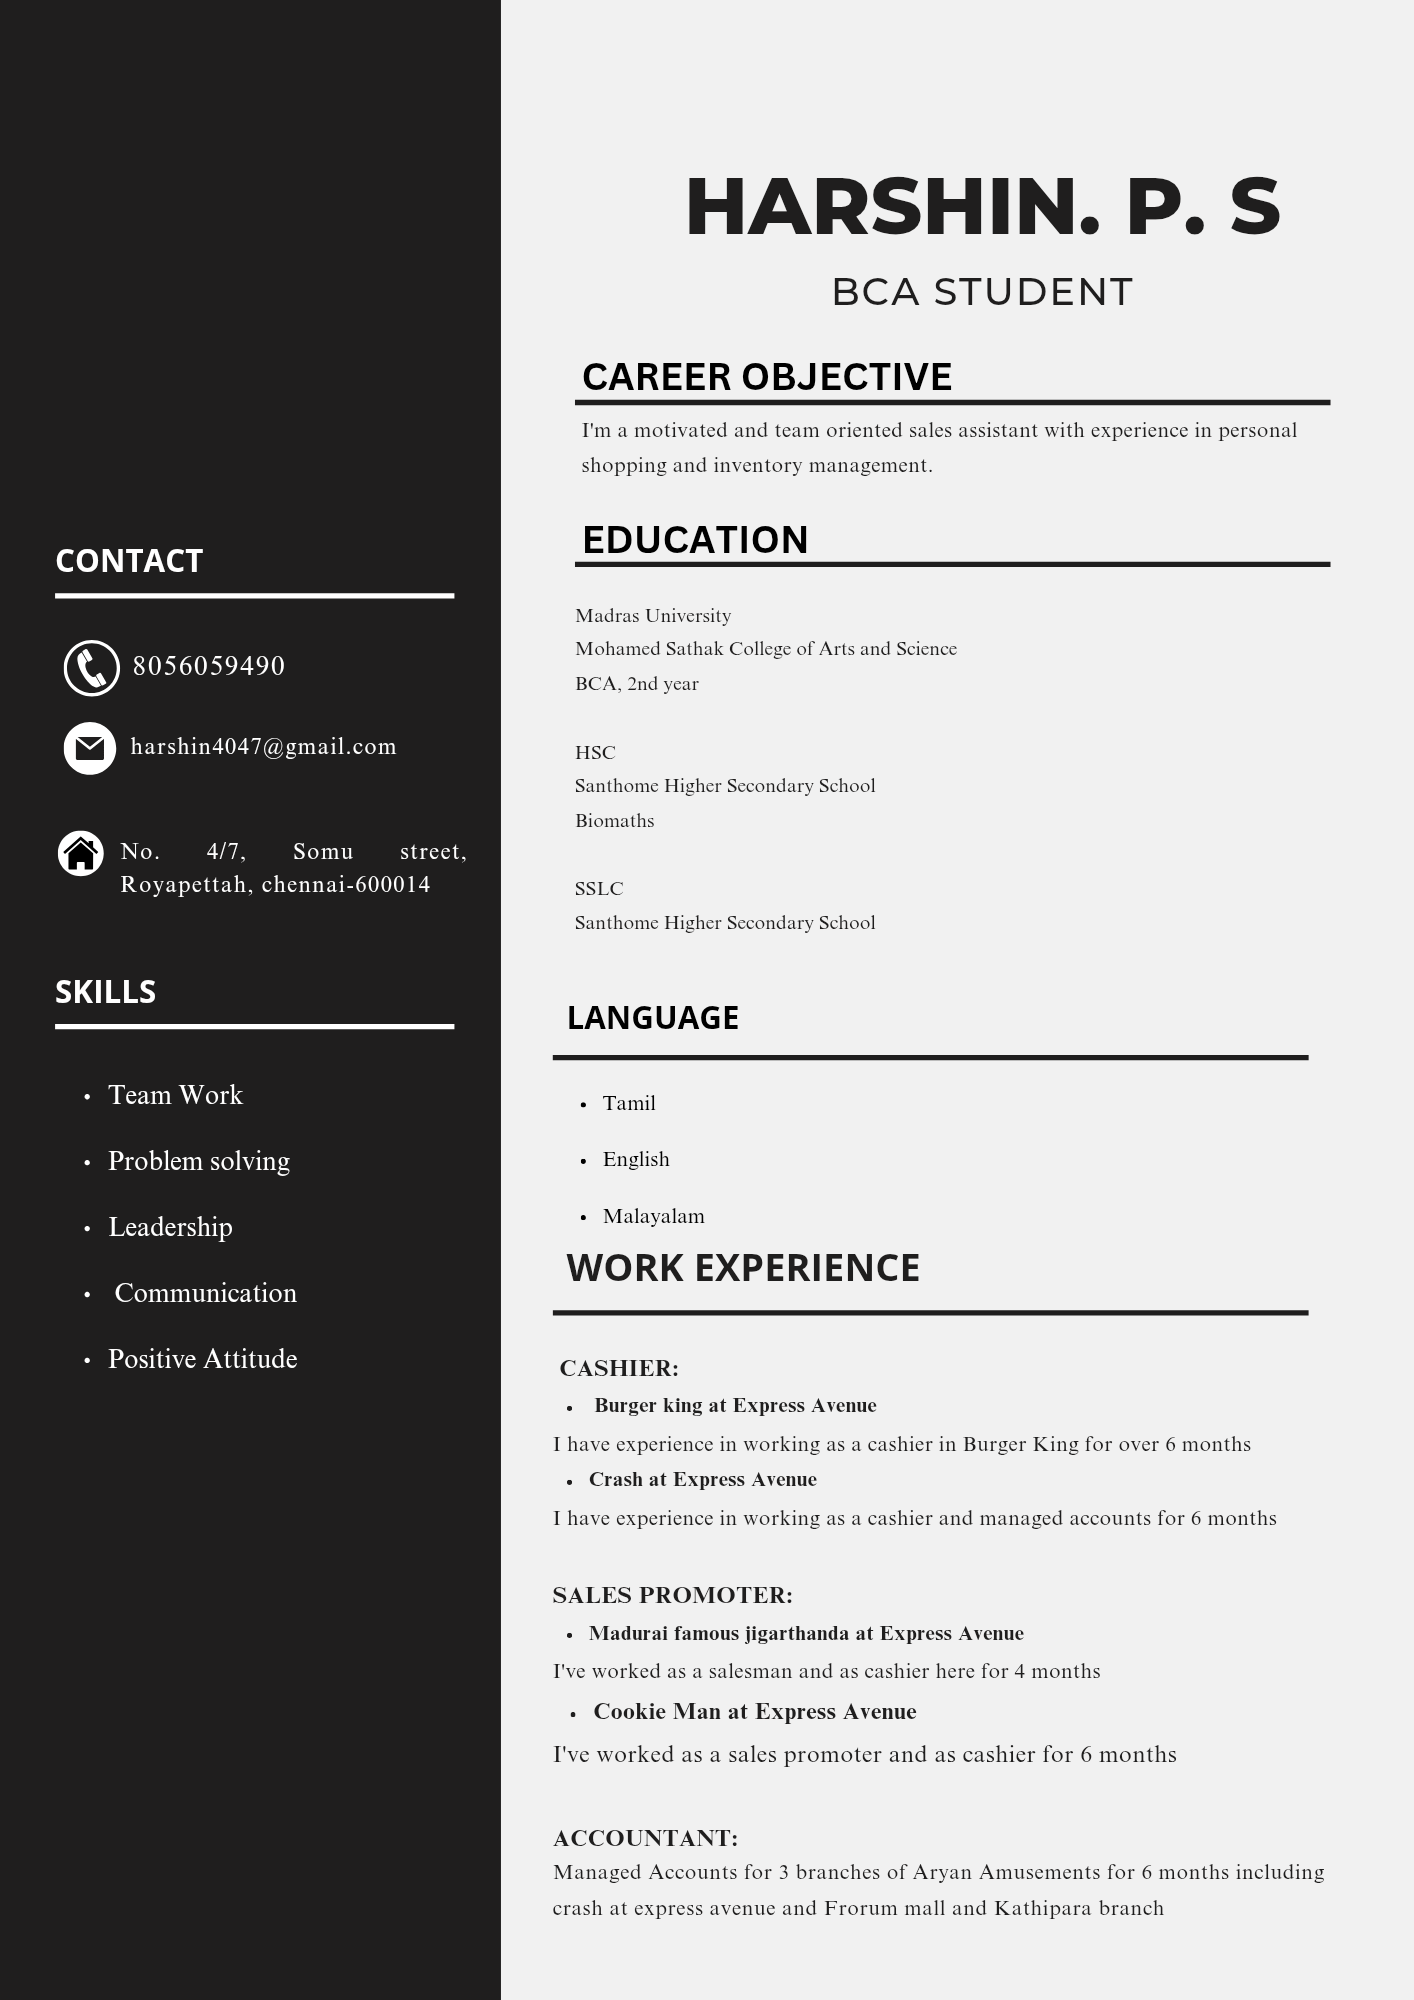 HARSHIN. P. S
BCA STUDENT
CAREER OBJECTIVE
I'm a motivated and team oriented sales assistant with experience in personal
shopping and inventory management.
EDUCATION
Madras University
Mohamed Sathak College of Arts and Science
BCA, 2nd year
HSC
Santhome Higher Secondary School
Biomaths
SSLC
Santhome Higher Secondary School
LANGUAGE
• Tamil
• English
• Malayalam
WORK EXPERIENCE
CASHIER:
• Burger king at Express Avenue
I have experience in working as a cashier in Burger King for over 6 months
• Crash at Express Avenue
I have experience in working as a cashier and managed accounts for 6 months
SALES PROMOTER:
• Madurai famous jigarthanda at Express Avenue
I've worked as a salesman and as cashier here for 4 months
• Cookie Man at Express Avenue
I've worked as a sales promoter and as cashier for 6 months
ACCOUNTANT:
Managed Accounts for 3 branches of Aryan Amusements for 6 months including
crash at express avenue and Frorum mall and Kathipara branch
CONTACT
8056059490
harshin4047@gmail.com
No. 4/7, Somu street,
Royapettah, chennai-600014
SKILLS
• Team Work
• Problem solving
• Leadership
• Communication
• Positive Attitude